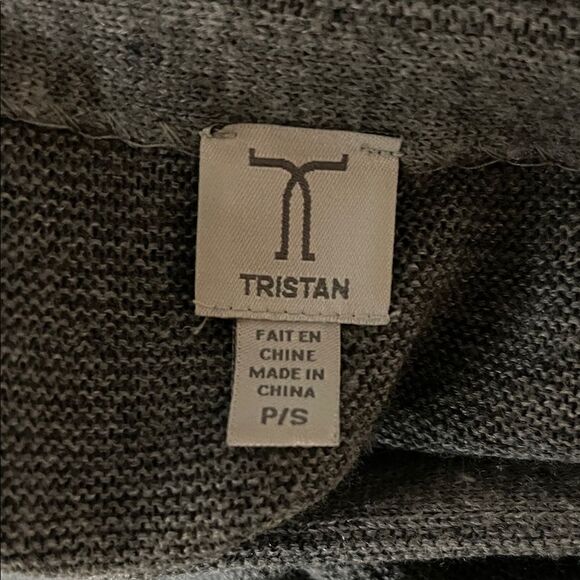 TRISTAN
FAIT EN
CHINE
MADE IN
CHINA
P/S